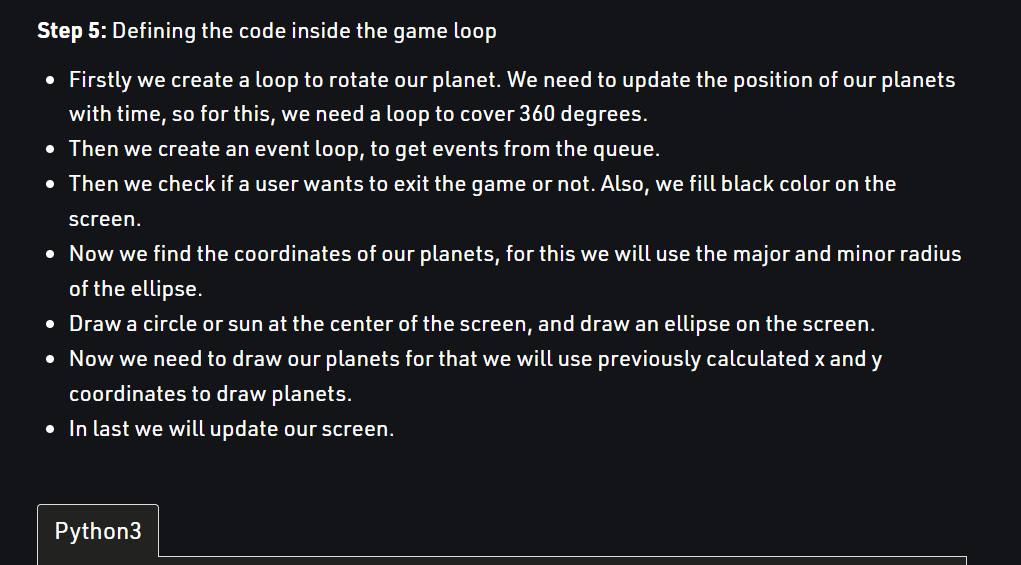 Step 5: Defining the code inside the game loop
• Firstly we create a loop to rotate our planet. We need to update the position of our planets
with time, so for this, we need a loop to cover 360 degrees.
• Then we create an event loop, to get events from the queue.
• Then we check if a user wants to exit the game or not. Also, we fill black color on the
screen.
• Now we find the coordinates of our planets, for this we will use the major and minor radius
of the ellipse.
• Draw a circle or sun at the center of the screen, and draw an ellipse on the screen.
• Now we need to draw our planets for that we will use previously calculated x and y
coordinates to draw planets.
• In last we will update our screen.
Python3